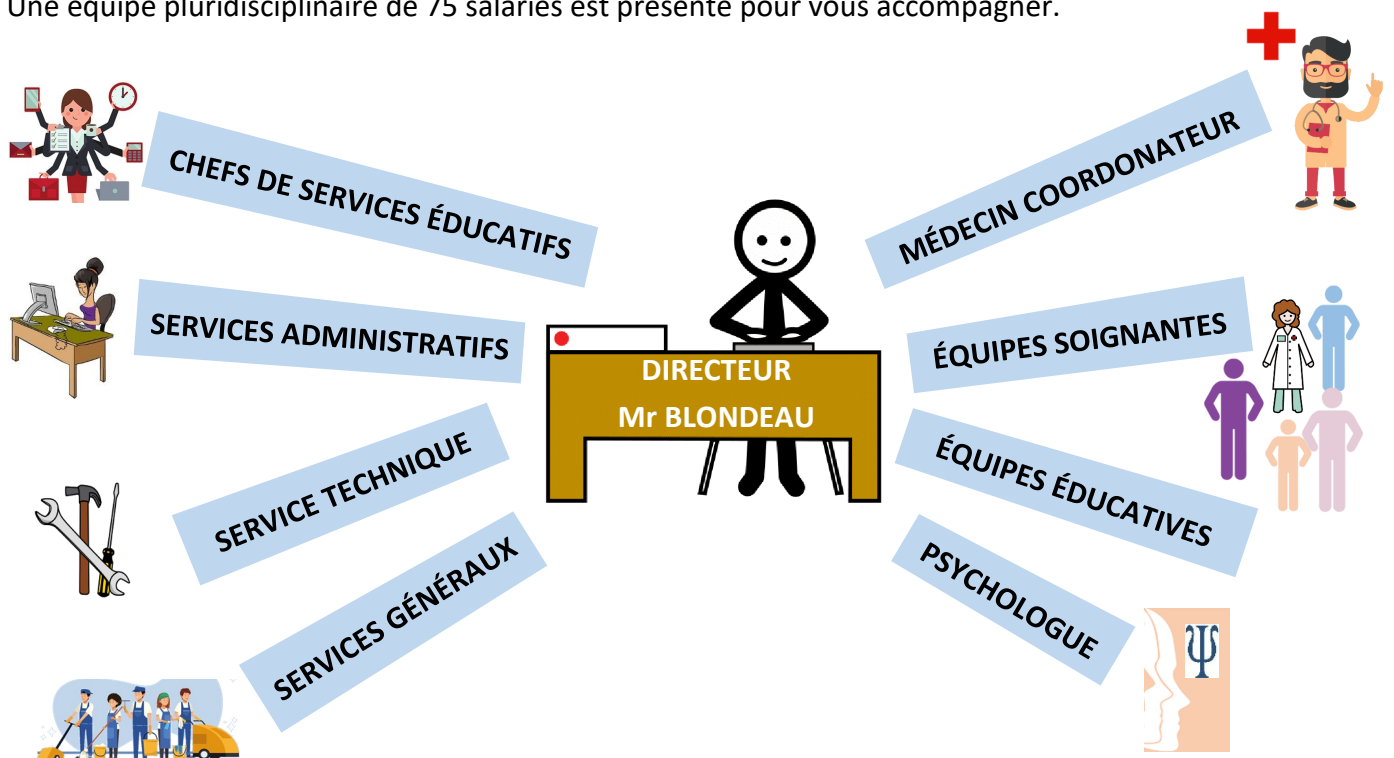 Une équipe pluridisciplinaire de 75 salariés est présente pour vous accompagner.
CHEFS DE SERVICES ÉDUCATIFS
SERVICES ADMINISTRATIFS
SERVICE TECHNIQUE
SERVICES GÉNÉRAUX
DIRECTEUR
Mr BLONDEAU
MÉDECIN COORDONATEUR
ÉQUIPES SOIGNANTES
ÉQUIPES ÉDUCATIVES
PSYCHOLOGUE
Ψ